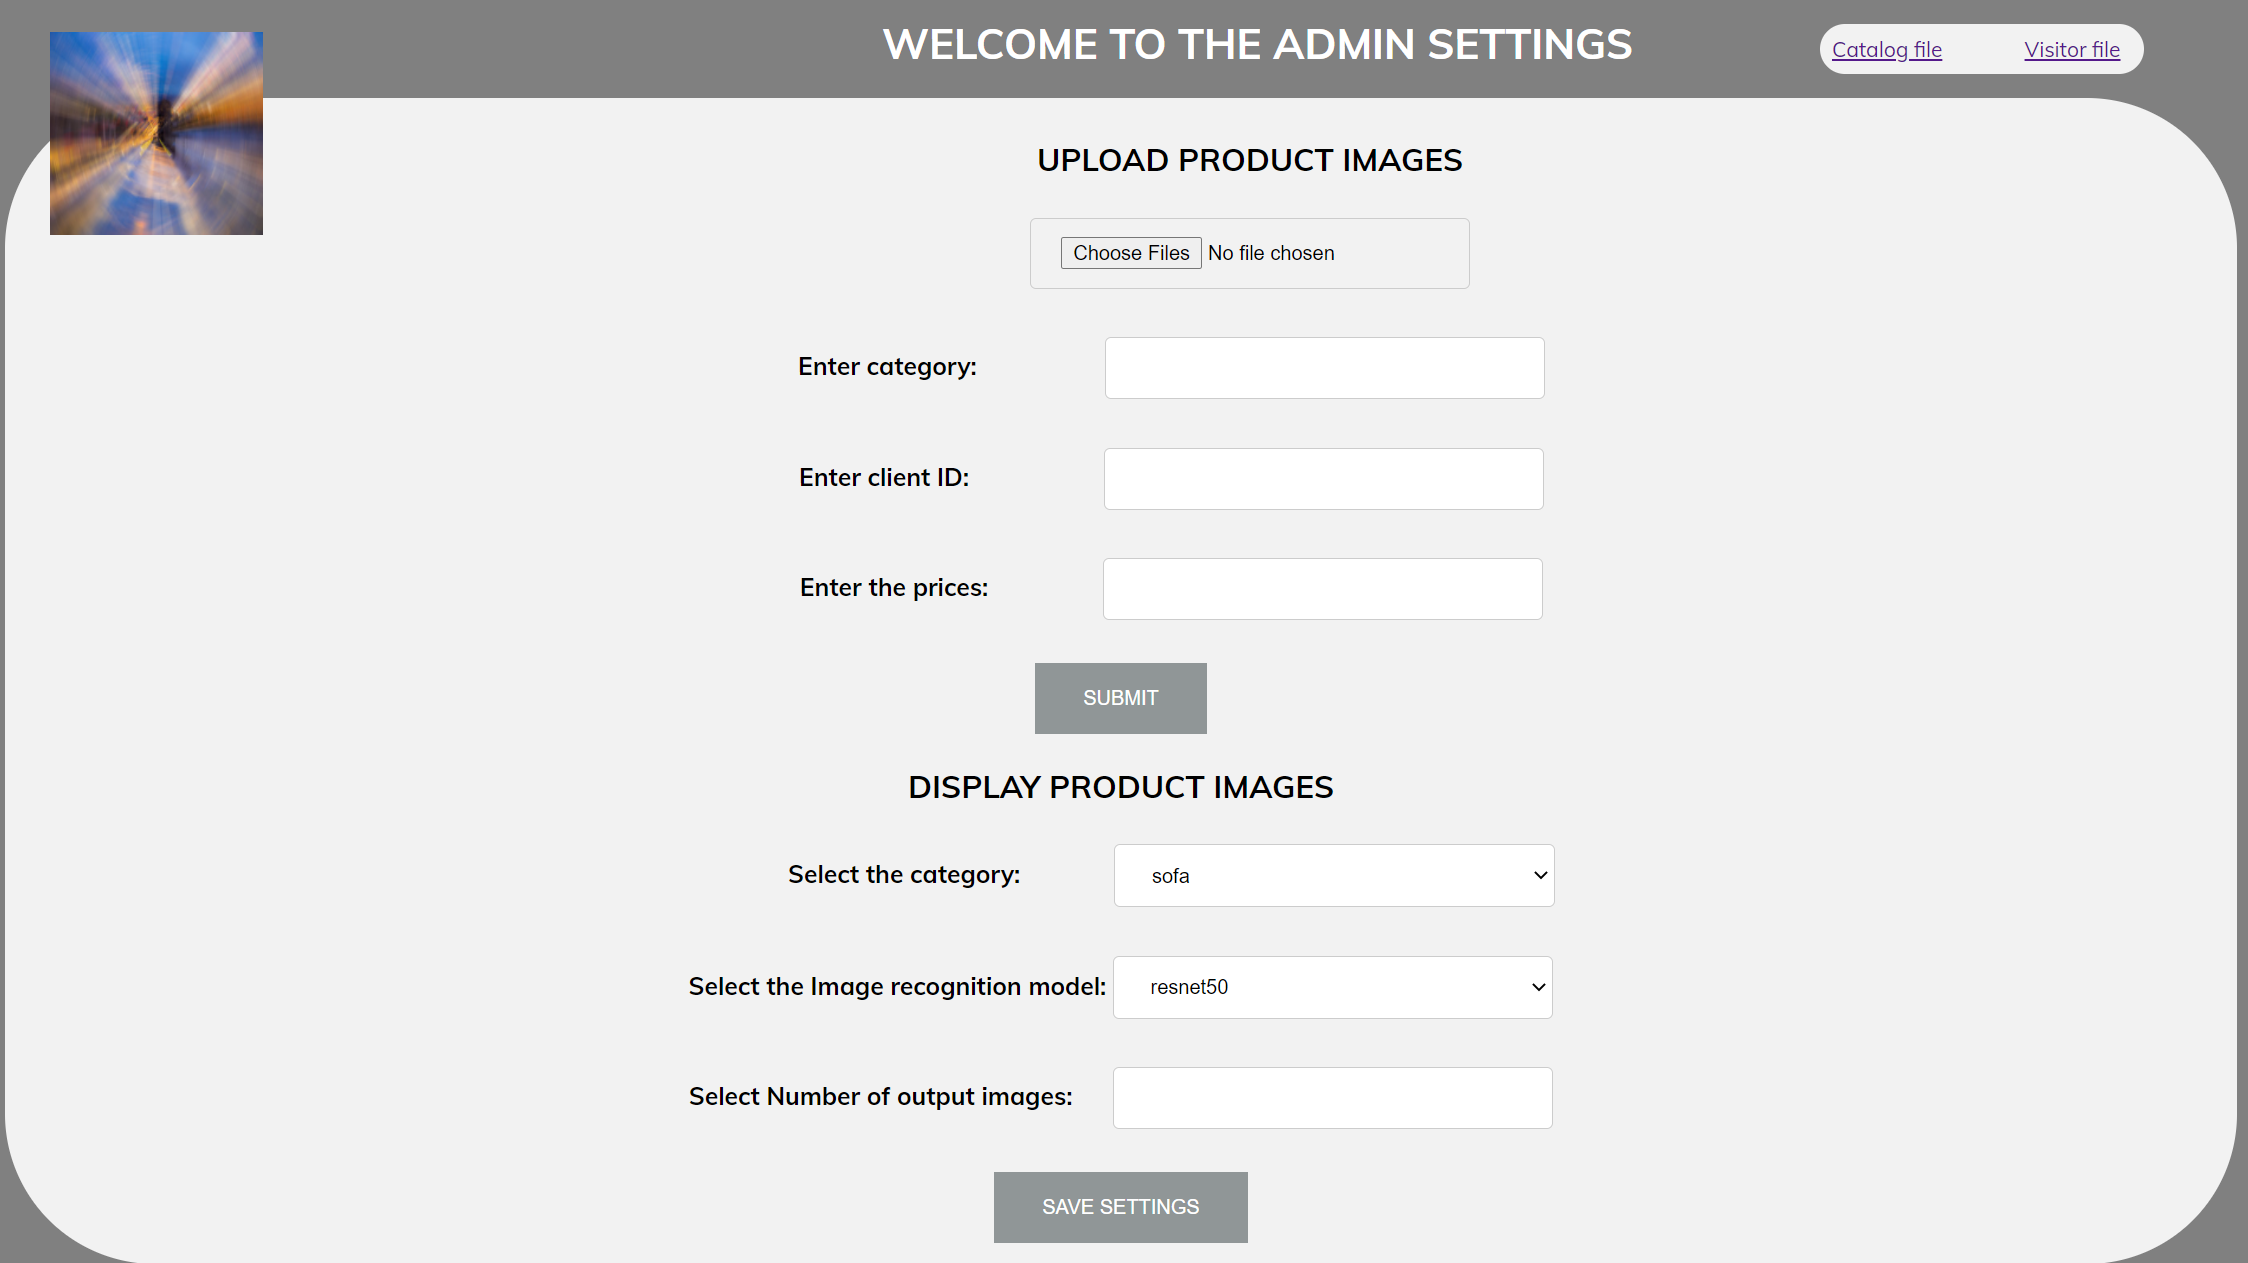 WELCOME TO THE ADMIN SETTINGS
Catalog file Visitor file
UPLOAD PRODUCT IMAGES
Choose Files No file chosen
Enter category:
Enter client ID:
Enter the prices:
SUBMIT
DISPLAY PRODUCT IMAGES
Select the category: sofa
Select the Image recognition model: resnet50
Select Number of output images:
SAVE SETTINGS